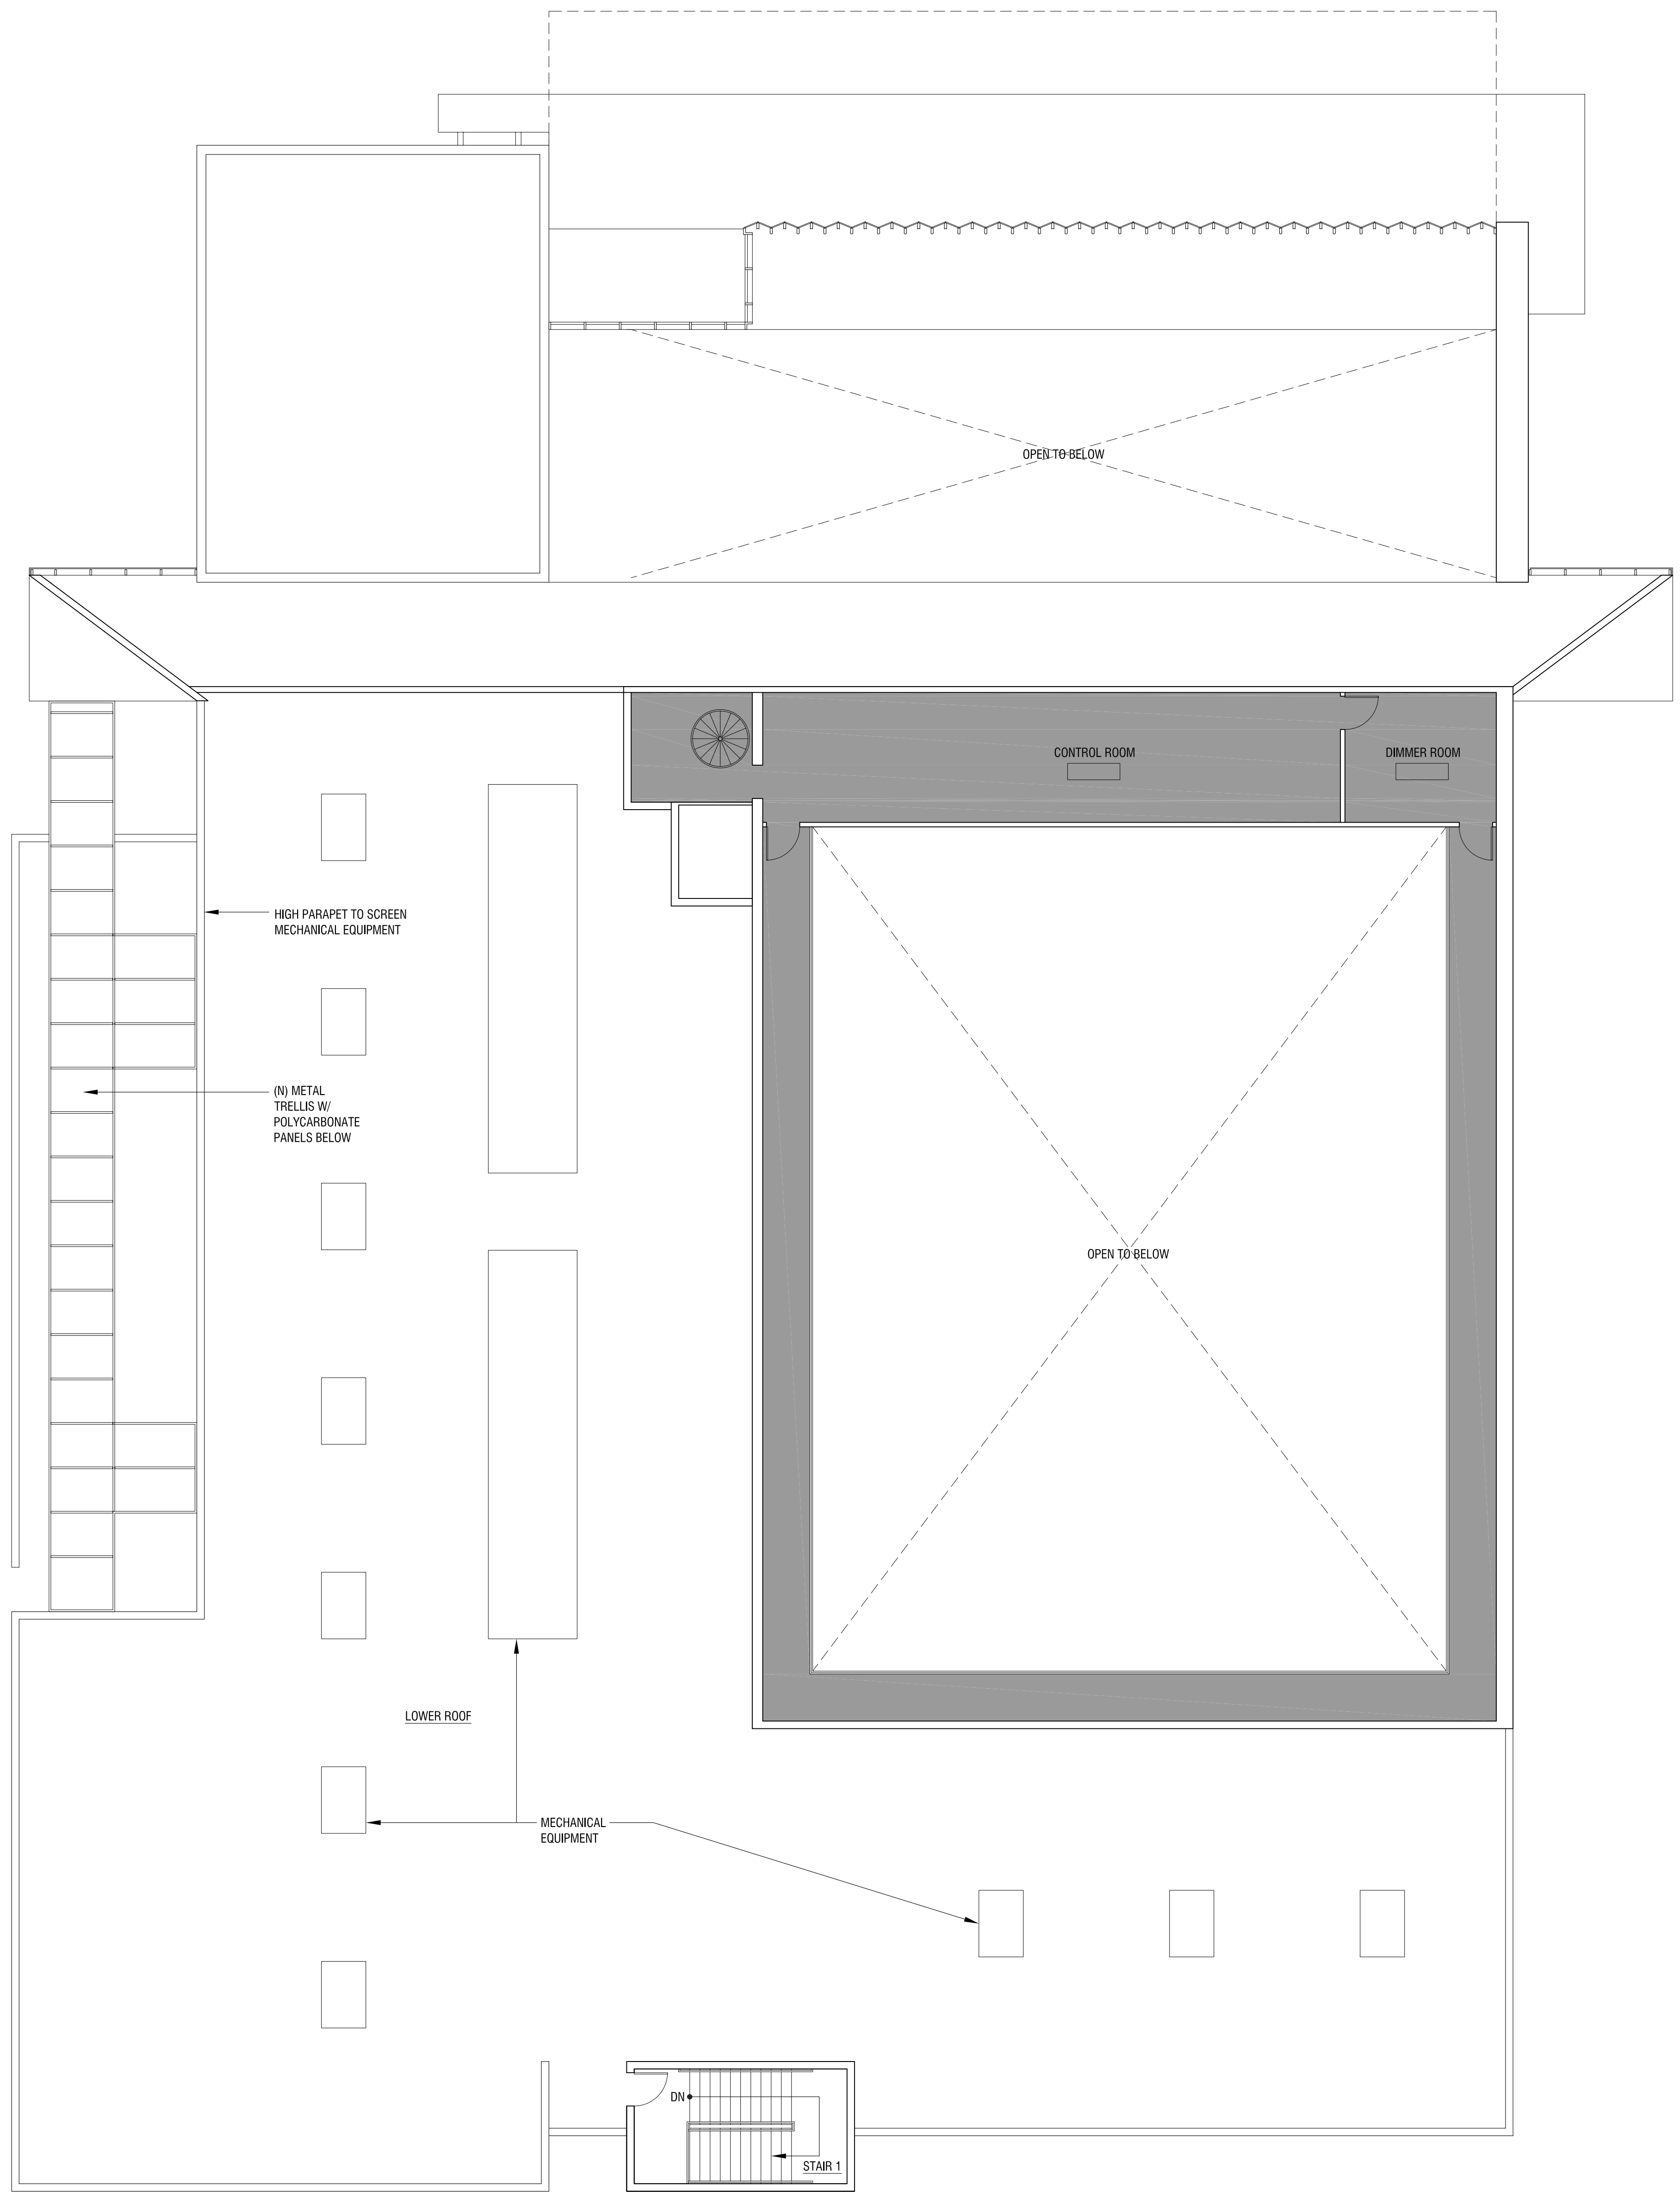 OPEN TO BELOW
CONTROL ROOM
DIMMER ROOM
HIGH PARAPET TO SCREEN
MECHANICAL EQUIPMENT
(N) METAL
TRELLIS W/
POLYCARBONATE
PANELS BELOW
OPEN TO BELOW
LOWER ROOF
MECHANICAL
EQUIPMENT
DN
STAIR 1